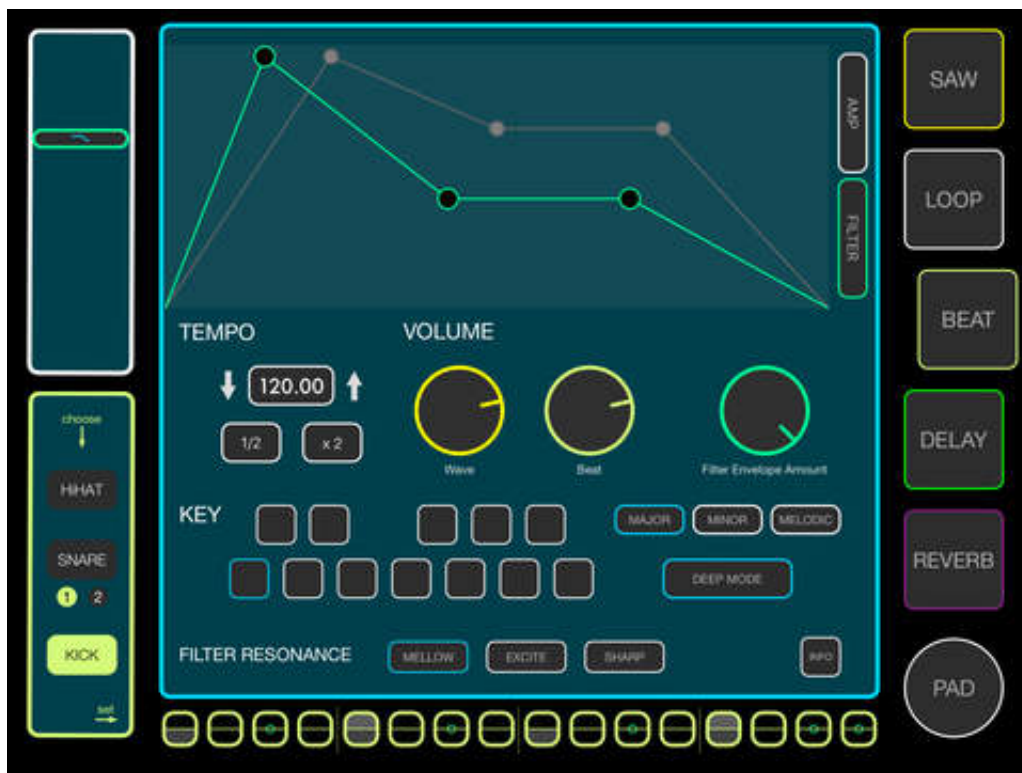 choose
HiHAT
SNARE
1 2
KICK
set
AMP
FILTER
TEMPO
120.00
1/2
x 2
VOLUME
Wave
Beat
Filter Envelope Amount
KEY
MAJOR
MINOR
MELODIC
DEEP MODE
FILTER RESONANCE
MELLOW
EXCITE
SHARP
INFO
SAW
LOOP
BEAT
DELAY
REVERB
PAD